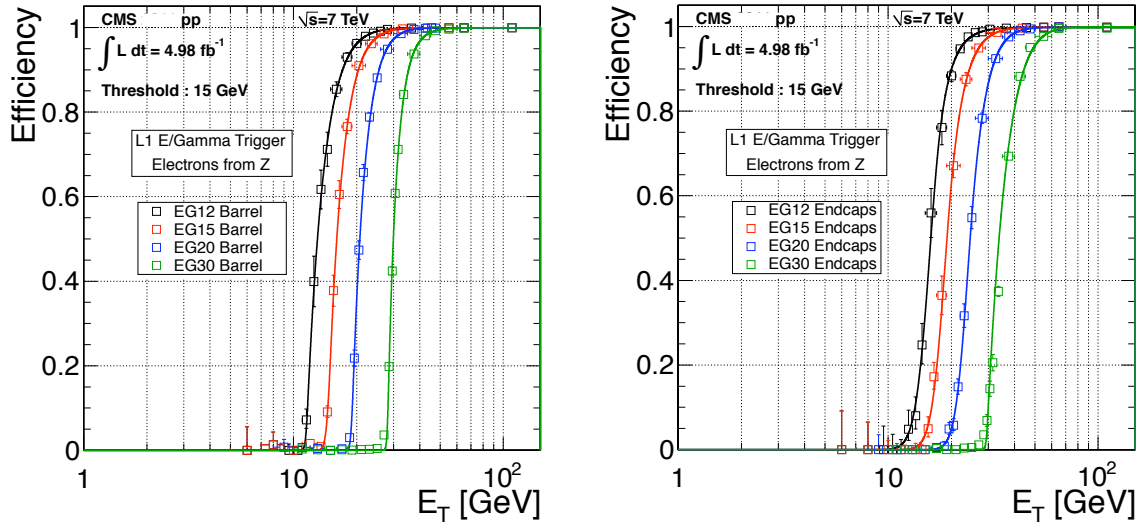 CMS pp √s=7 TeV
∫ L dt = 4.98 fb⁻¹
Threshold : 15 GeV
L1 E/Gamma Trigger
Electrons from Z
EG12 Barrel
EG15 Barrel
EG20 Barrel
EG30 Barrel
Efficiency
1
0.8
0.6
0.4
0.2
0
1 10 10²
E_T [GeV]
CMS pp √s=7 TeV
∫ L dt = 4.98 fb⁻¹
Threshold : 15 GeV
L1 E/Gamma Trigger
Electrons from Z
EG12 Endcaps
EG15 Endcaps
EG20 Endcaps
EG30 Endcaps
Efficiency
1
0.8
0.6
0.4
0.2
0
1 10 10²
E_T [GeV]